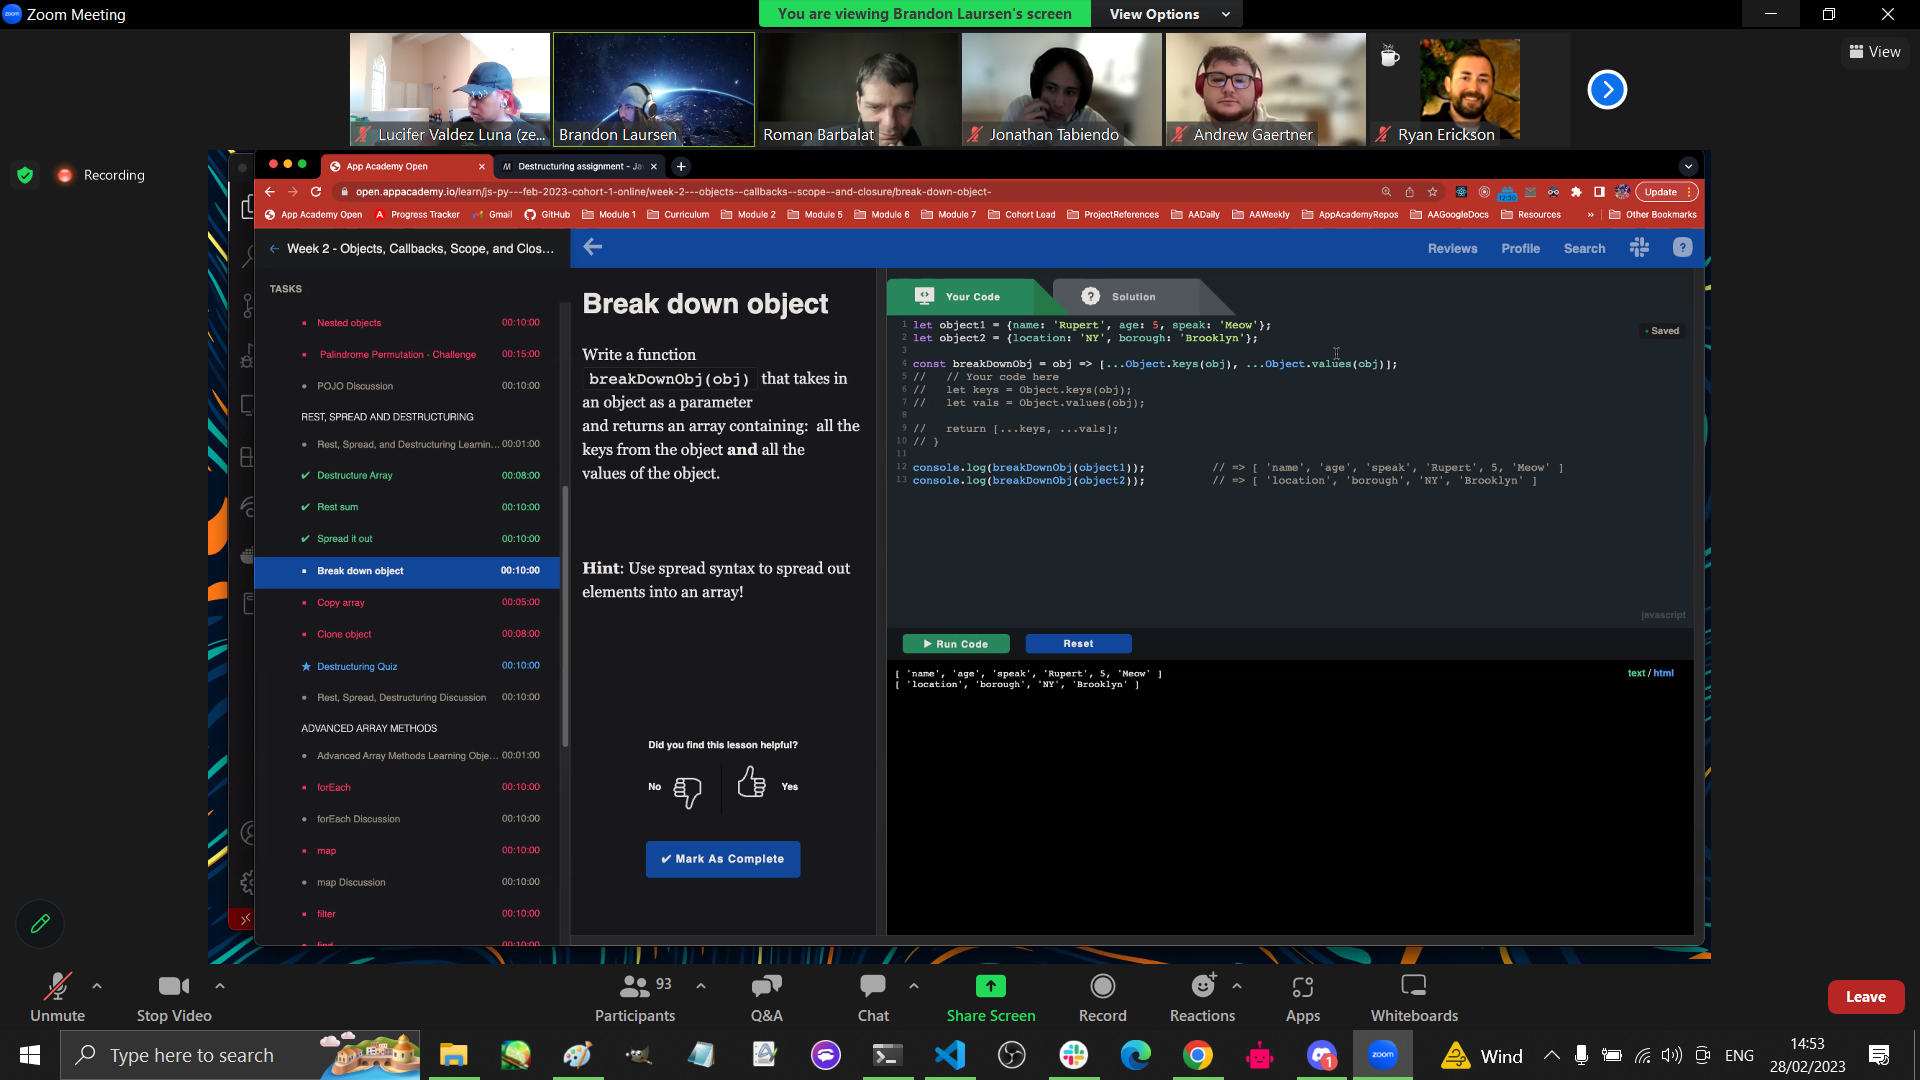 Zoom Meeting
You are viewing Brandon Laursen's screen
View Options
View
Lucifer Valdez Luna (ze...
Brandon Laursen
Roman Barbalat
Jonathan Tabiendo
Andrew Gaertner
Ryan Erickson
Recording
App Academy Open
Destructuring assignment - Ja
open.appacademy.io/learn/js-py---feb-2023-cohort-1-online/week-2---objects--callbacks--scope--and-closure/break-down-object-
Update
App Academy Open
Progress Tracker
Gmail
GitHub
Module 1
Curriculum
Module 2
Module 5
Module 6
Module 7
Cohort Lead
ProjectReferences
AADaily
AAWeekly
AppAcademyRepos
AAGoogleDocs
Resources
»
Other Bookmarks
← Week 2 - Objects, Callbacks, Scope, and Clos...
Reviews
Profile
Search
TASKS
Nested objects 00:10:00
Palindrome Permutation - Challenge 00:15:00
POJO Discussion 00:10:00
REST, SPREAD AND DESTRUCTURING
Rest, Spread, and Destructuring Learnin... 00:01:00
Destructure Array 00:08:00
Rest sum 00:10:00
Spread it out 00:10:00
Break down object 00:10:00
Copy array 00:05:00
Clone object 00:08:00
Destructuring Quiz 00:10:00
Rest, Spread, Destructuring Discussion 00:10:00
ADVANCED ARRAY METHODS
Advanced Array Methods Learning Obje... 00:01:00
forEach 00:10:00
forEach Discussion 00:10:00
map 00:10:00
map Discussion 00:10:00
filter 00:10:00
find 00:10:00
Break down object
Write a function
breakDownObj(obj) that takes in
an object as a parameter
and returns an array containing: all the
keys from the object and all the
values of the object.
Hint: Use spread syntax to spread out
elements into an array!
Did you find this lesson helpful?
No
Yes
✔ Mark As Complete
Your Code
Solution
Saved
1 let object1 = {name: 'Rupert', age: 5, speak: 'Meow'};
2 let object2 = {location: 'NY', borough: 'Brooklyn'};
3
4 const breakDownObj = obj => [...Object.keys(obj), ...Object.values(obj)];
5 // // Your code here
6 // let keys = Object.keys(obj);
7 // let vals = Object.values(obj);
8
9 // return [...keys, ...vals];
10 // }
11
12 console.log(breakDownObj(object1)); // => [ 'name', 'age', 'speak', 'Rupert', 5, 'Meow' ]
13 console.log(breakDownObj(object2)); // => [ 'location', 'borough', 'NY', 'Brooklyn' ]
javascript
Run Code
Reset
[ 'name', 'age', 'speak', 'Rupert', 5, 'Meow' ]
[ 'location', 'borough', 'NY', 'Brooklyn' ]
text / html
Unmute
Stop Video
93
Participants
Q&A
Chat
Share Screen
Record
Reactions
Apps
Whiteboards
Leave
Type here to search
zoom
1
Wind
ENG
14:53
28/02/2023